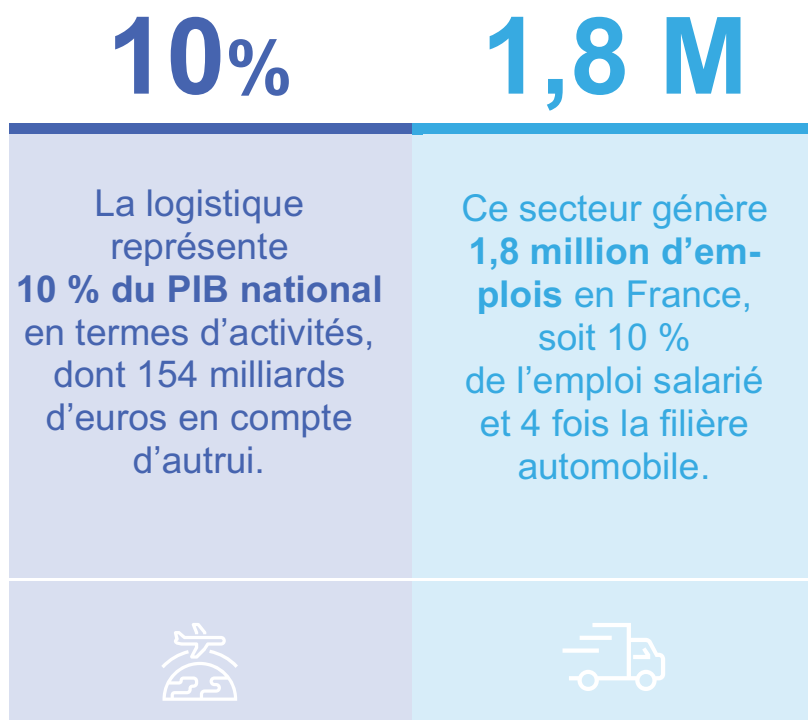 10%
La logistique
représente
10 % du PIB national
en termes d’activités,
dont 154 milliards
d’euros en compte
d’autrui.
1,8 M
Ce secteur génère
1,8 million d’em-
plois en France,
soit 10 %
de l’emploi salarié
et 4 fois la filière
automobile.